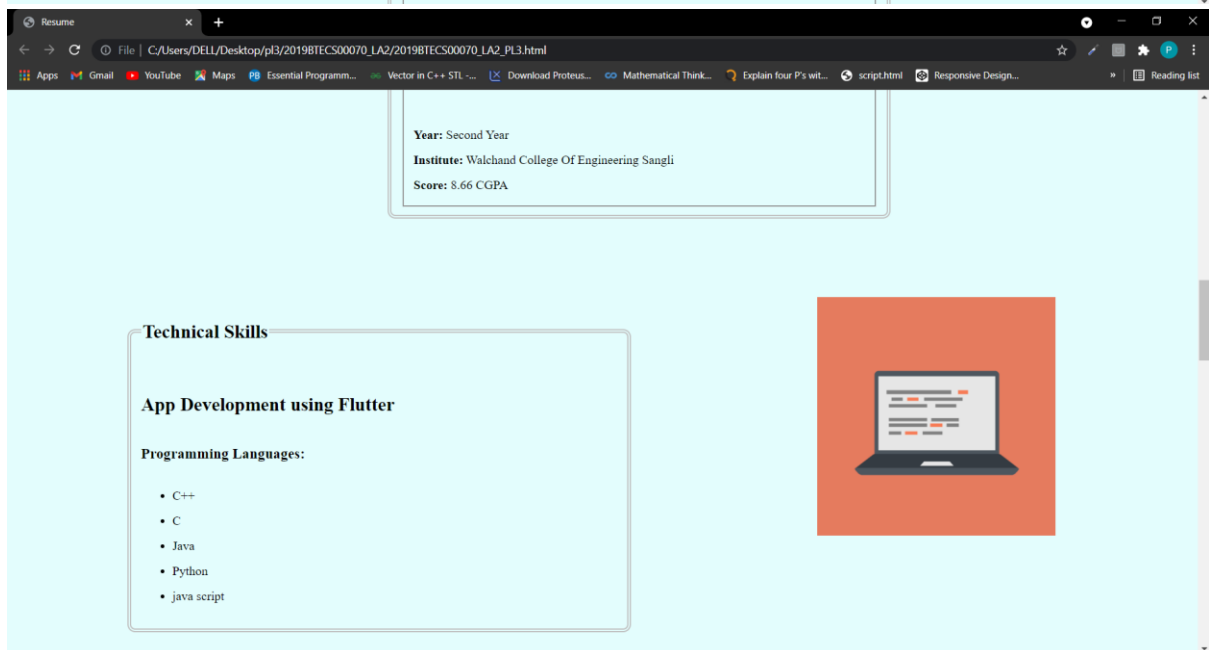 Resume
File | C:/Users/DELL/Desktop/pl3/2019BTECS00070_LA2/2019BTECS00070_LA2_PL3.html
Apps Gmail YouTube Maps PB Essential Programm... Vector in C++ STL -... Download Proteus... Mathematical Think... Explain four P's wit... script.html Responsive Design... » Reading list
Year: Second Year
Institute: Walchand College Of Engineering Sangli
Score: 8.66 CGPA
Technical Skills
App Development using Flutter
Programming Languages:
• C++
• C
• Java
• Python
• java script